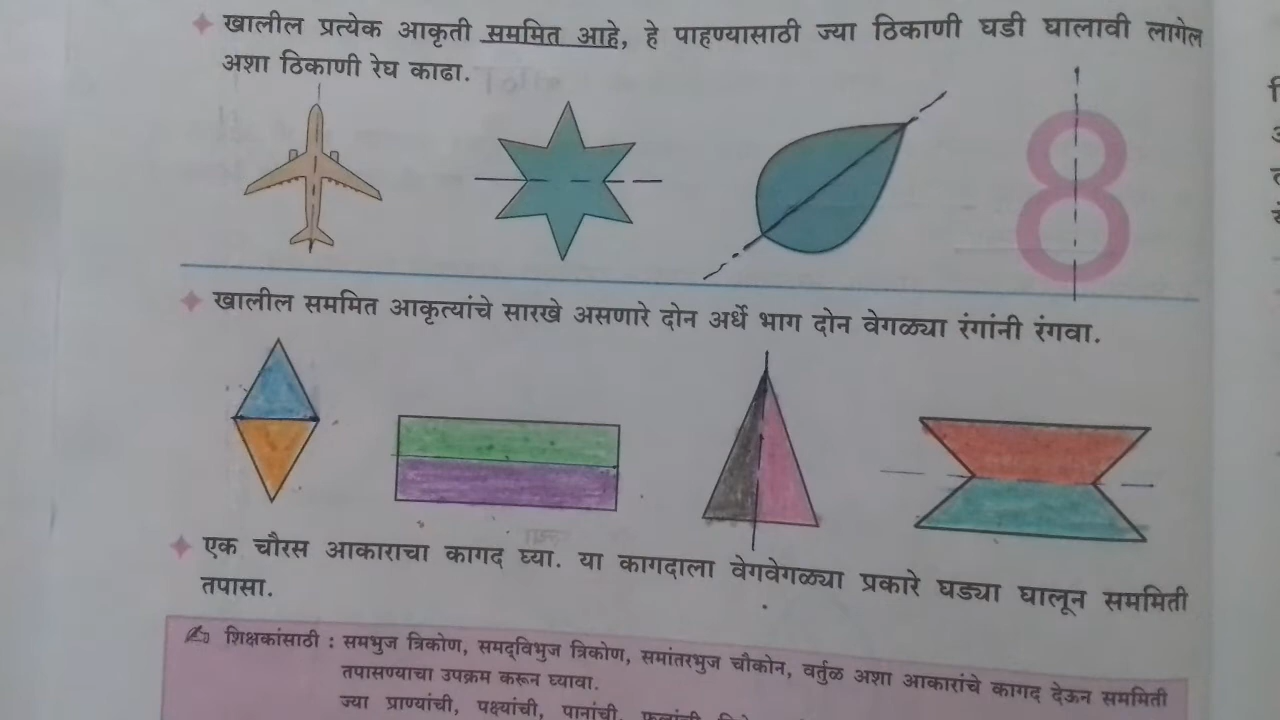 खालील प्रत्येक आकृती सममित आहे, हे पाहण्यासाठी ज्या ठिकाणी घडी घालावी लागेल
अशा ठिकाणी रेघ काढा.
8
खालील सममित आकृत्यांचे सारखे असणारे दोन अर्धे भाग दोन वेगळ्या रंगांनी रंगवा.
एक चौरस आकाराचा कागद घ्या. या कागदाला वेगवेगळ्या प्रकारे घड्या घालून सममिती
तपासा.
शिक्षकांसाठी : समभुज त्रिकोण, समद्‌विभुज त्रिकोण, समांतरभुज चौकोन, वर्तुळ अशा आकारांचे कागद देऊन सममिती
तपासण्याचा उपक्रम करून घ्यावा.
ज्या प्राण्यांची, पक्ष्यांची, पानांची,